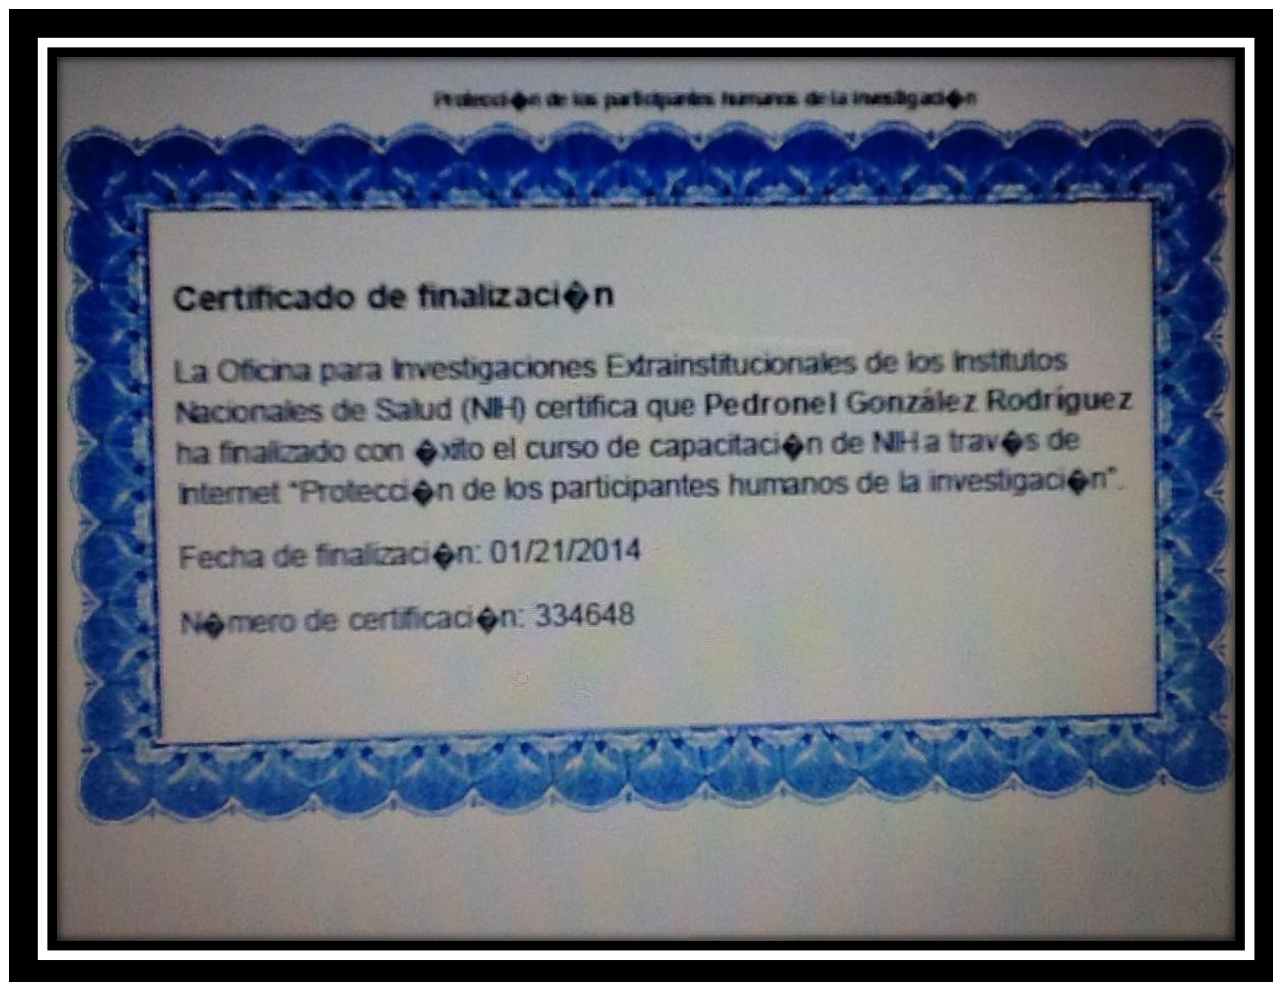 Protecci�n de los participantes humanos de la investigaci�n
Certificado de finalizaci�n
La Oficina para Investigaciones Extrainstitucionales de los Institutos
Nacionales de Salud (NIH) certifica que Pedronel González Rodríguez
ha finalizado con �xito el curso de capacitaci�n de NIH a trav�s de
Internet "Protecci�n de los participantes humanos de la investigaci�n".
Fecha de finalizaci�n: 01/21/2014
N�mero de certificaci�n: 334648